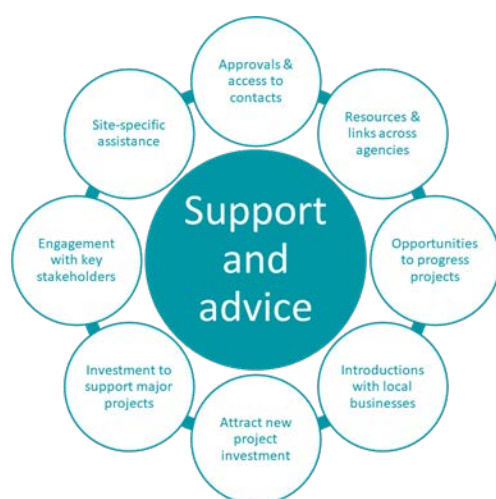 Approvals &
access to
contacts
Resources &
links across
agencies
Opportunities
to progress
projects
Introductions
with local
businesses
Attract new
project
investment
Investment to
support major
projects
Engagement
with key
stakeholders
Site-specific
assistance
Support
and
advice